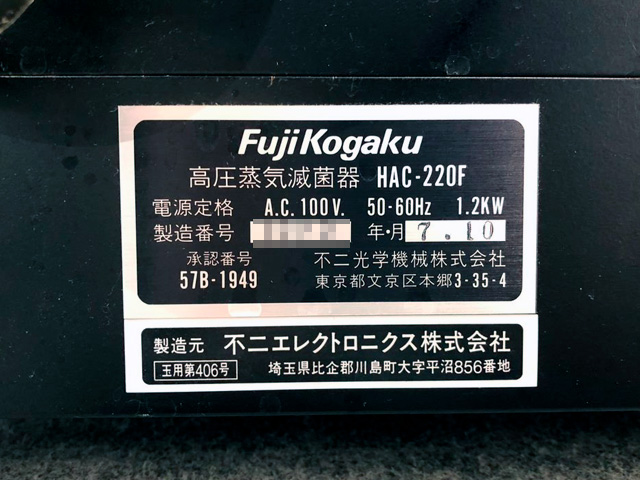 FujiKogaku
高圧蒸気滅菌器 HAC-220F
電源定格 A.C. 100V. 50-60Hz 1.2KW
製造番号 年・月 7.10
承認番号 不二光学機械株式会社
57B-1949 東京都文京区本郷3-35-4
製造元 不二エレクトロニクス株式会社
玉用第406号 埼玉県比企郡川島町大字平沼856番地